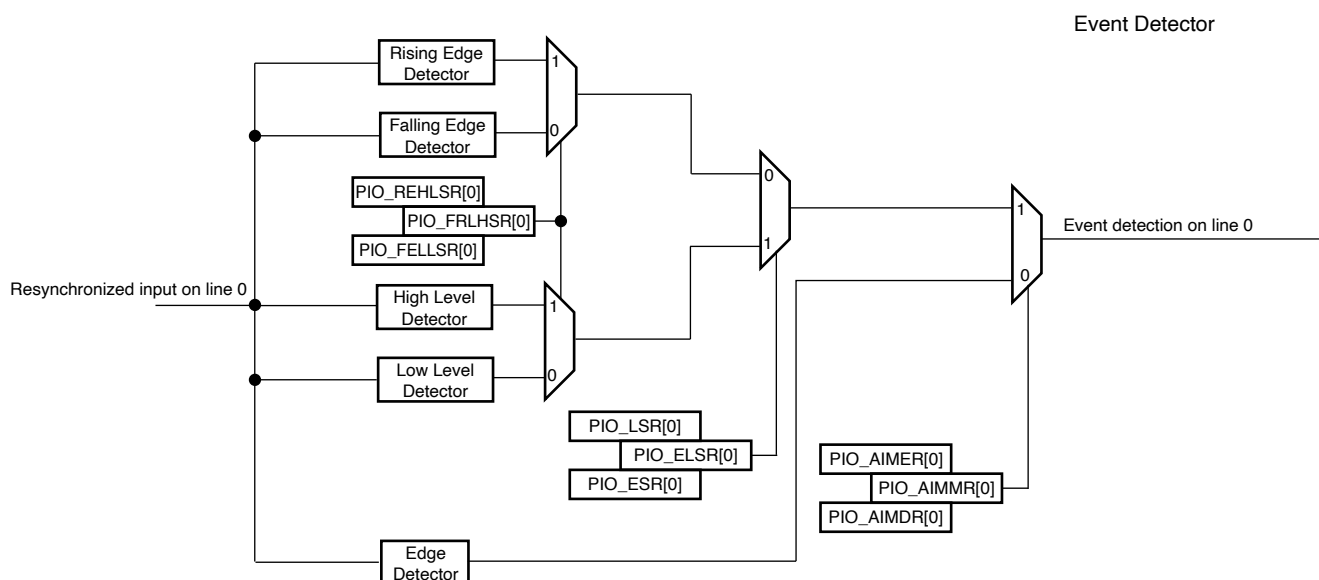 Event Detector
Rising Edge
Detector
1
Falling Edge
Detector
0
PIO_REHLSR[0]
PIO_FRLHSR[0]
PIO_FELLSR[0]
0
1
1
0
Event detection on line 0
Resynchronized input on line 0
High Level
Detector
1
Low Level
Detector
0
PIO_LSR[0]
PIO_ELSR[0]
PIO_ESR[0]
PIO_AIMER[0]
PIO_AIMMR[0]
PIO_AIMDR[0]
Edge
Detector